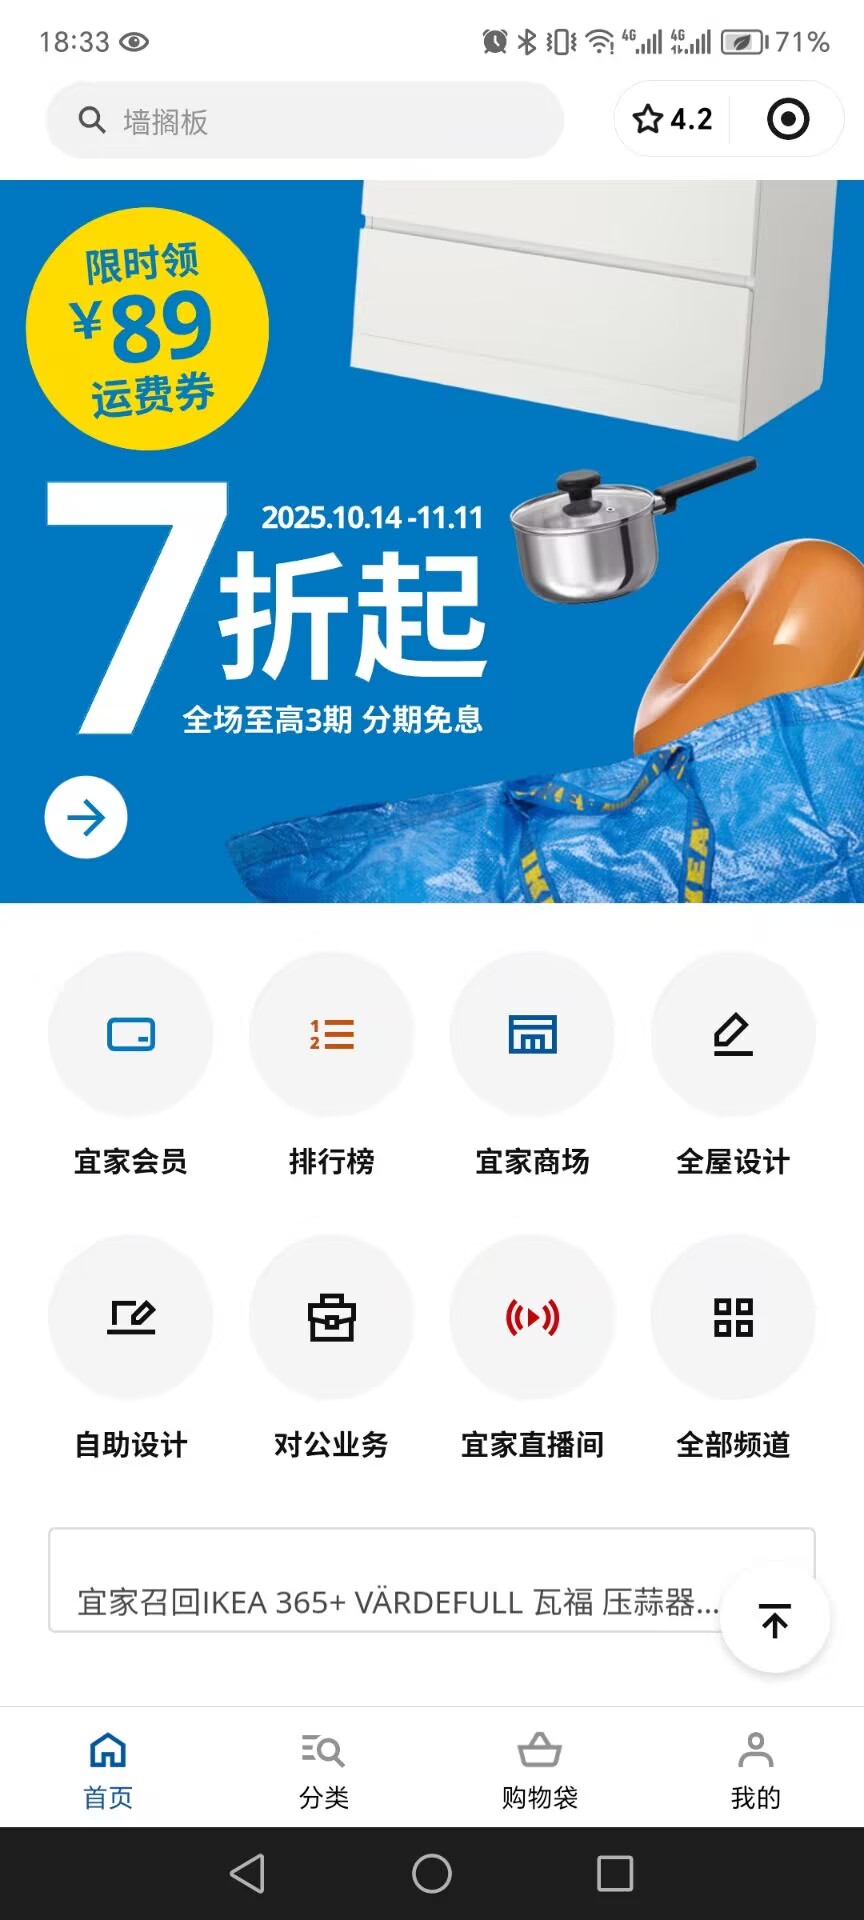 18:33
4G
4G
71%
墙搁板
4.2
限时领
¥89
运费券
2025.10.14 -11.11
7折起
全场至高3期 分期免息
IKEA
1
2
宜家会员
排行榜
宜家商场
全屋设计
自助设计
对公业务
宜家直播间
全部频道
宜家召回IKEA 365+ VÄRDEFULL 瓦福 压蒜器...
首页
分类
购物袋
我的